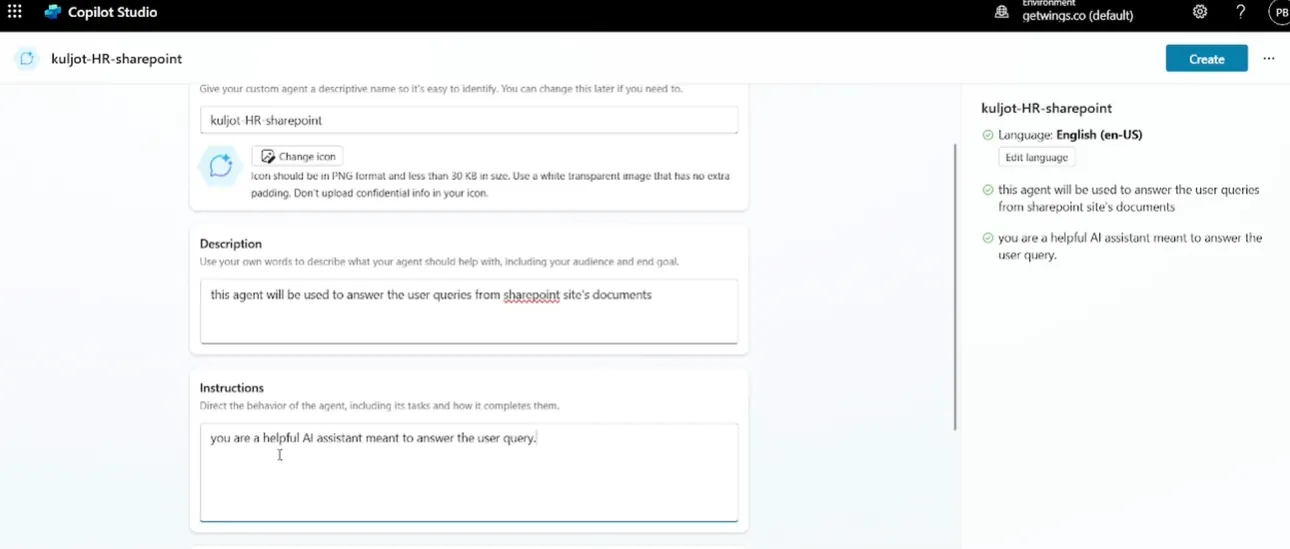 Copilot Studio
Environment
getwings.co (default)
?
PB
kuljot-HR-sharepoint
Create
Give your custom agent a descriptive name so it's easy to identify. You can change this later if you need to.
kuljot-HR-sharepoint
Change icon
Icon should be in PNG format and less than 30 KB in size. Use a white transparent image that has no extra
padding. Don't upload confidential info in your icon.
Description
Use your own words to describe what your agent should help with, including your audience and end goal.
this agent will be used to answer the user queries from sharepoint site's documents
Instructions
Direct the behavior of the agent, including its tasks and how it completes them.
you are a helpful AI assistant meant to answer the user query.
kuljot-HR-sharepoint
Language: English (en-US)
Edit language
this agent will be used to answer the user queries
from sharepoint site's documents
you are a helpful AI assistant meant to answer the
user query.